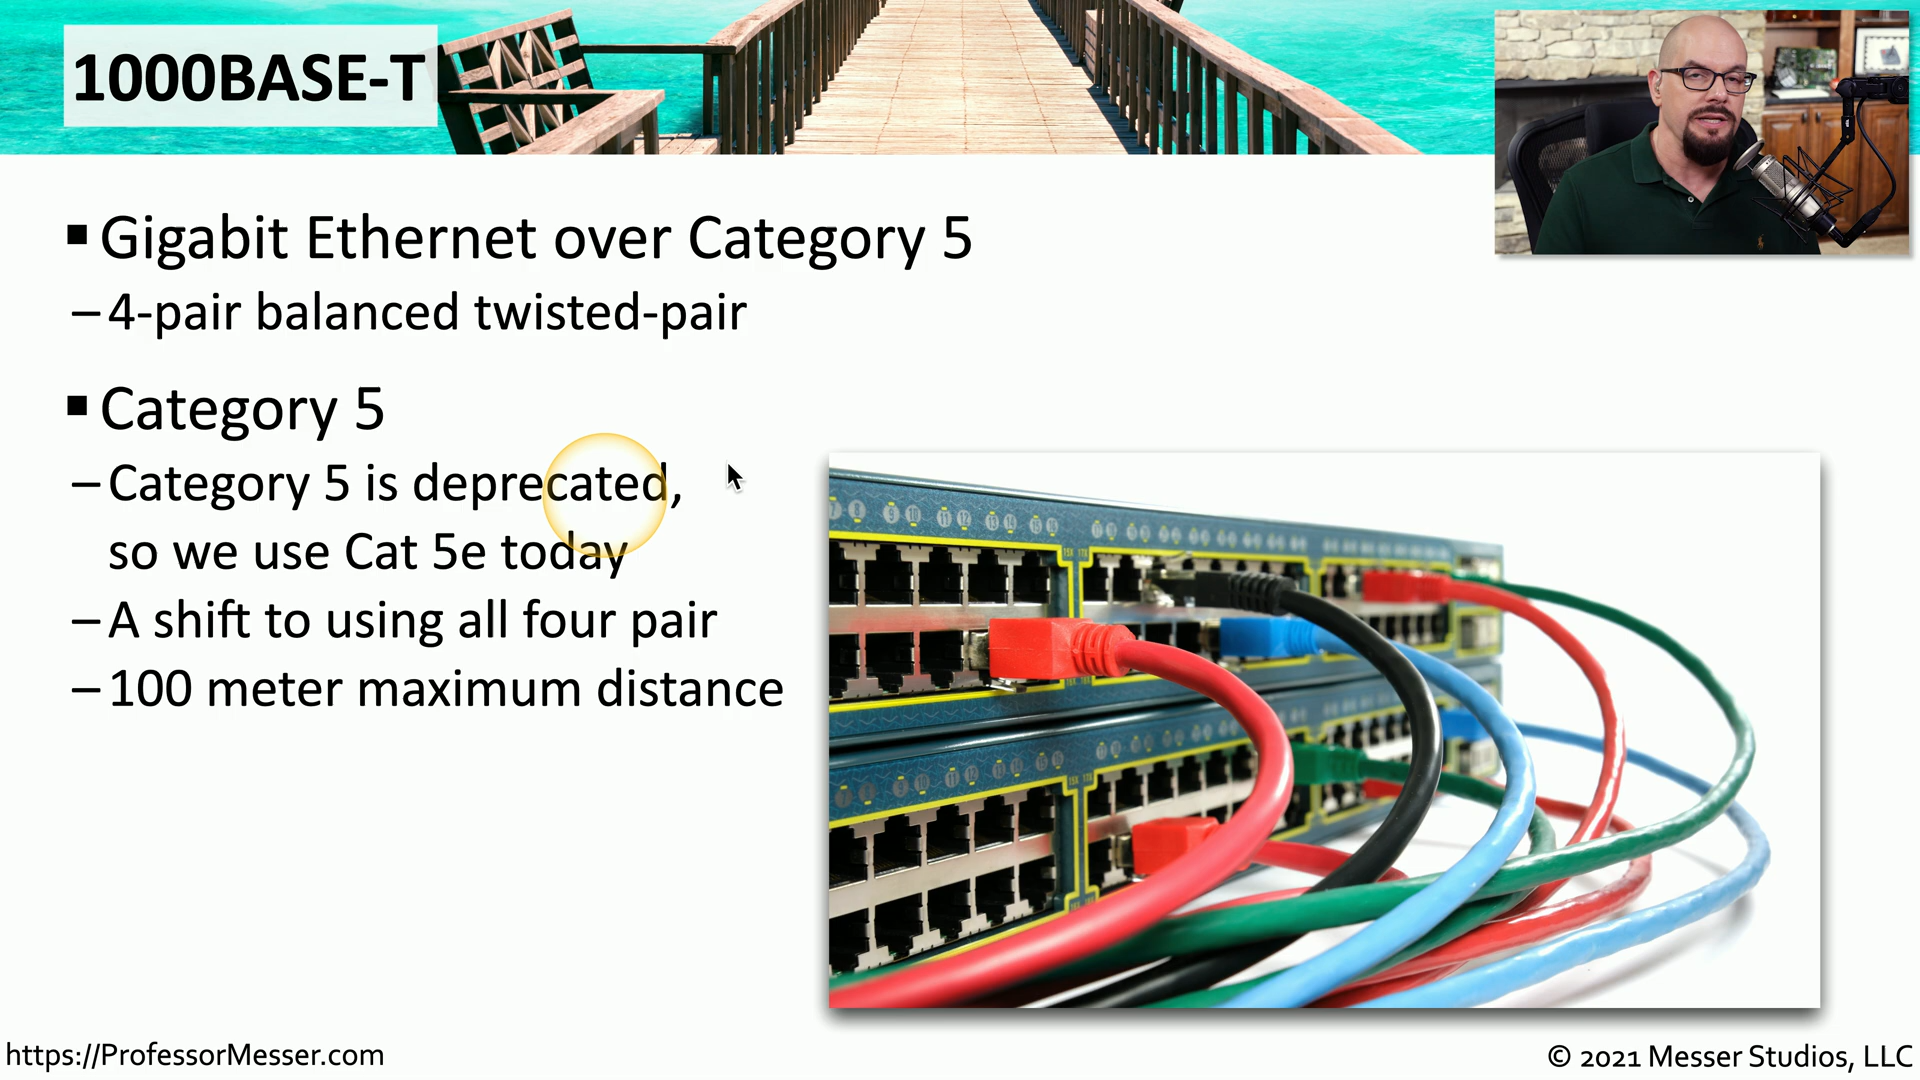 1000BASE-T
▪ Gigabit Ethernet over Category 5
– 4-pair balanced twisted-pair
▪ Category 5
– Category 5 is deprecated,
so we use Cat 5e today
– A shift to using all four pair
– 100 meter maximum distance
https://ProfessorMesser.com
© 2021 Messer Studios, LLC